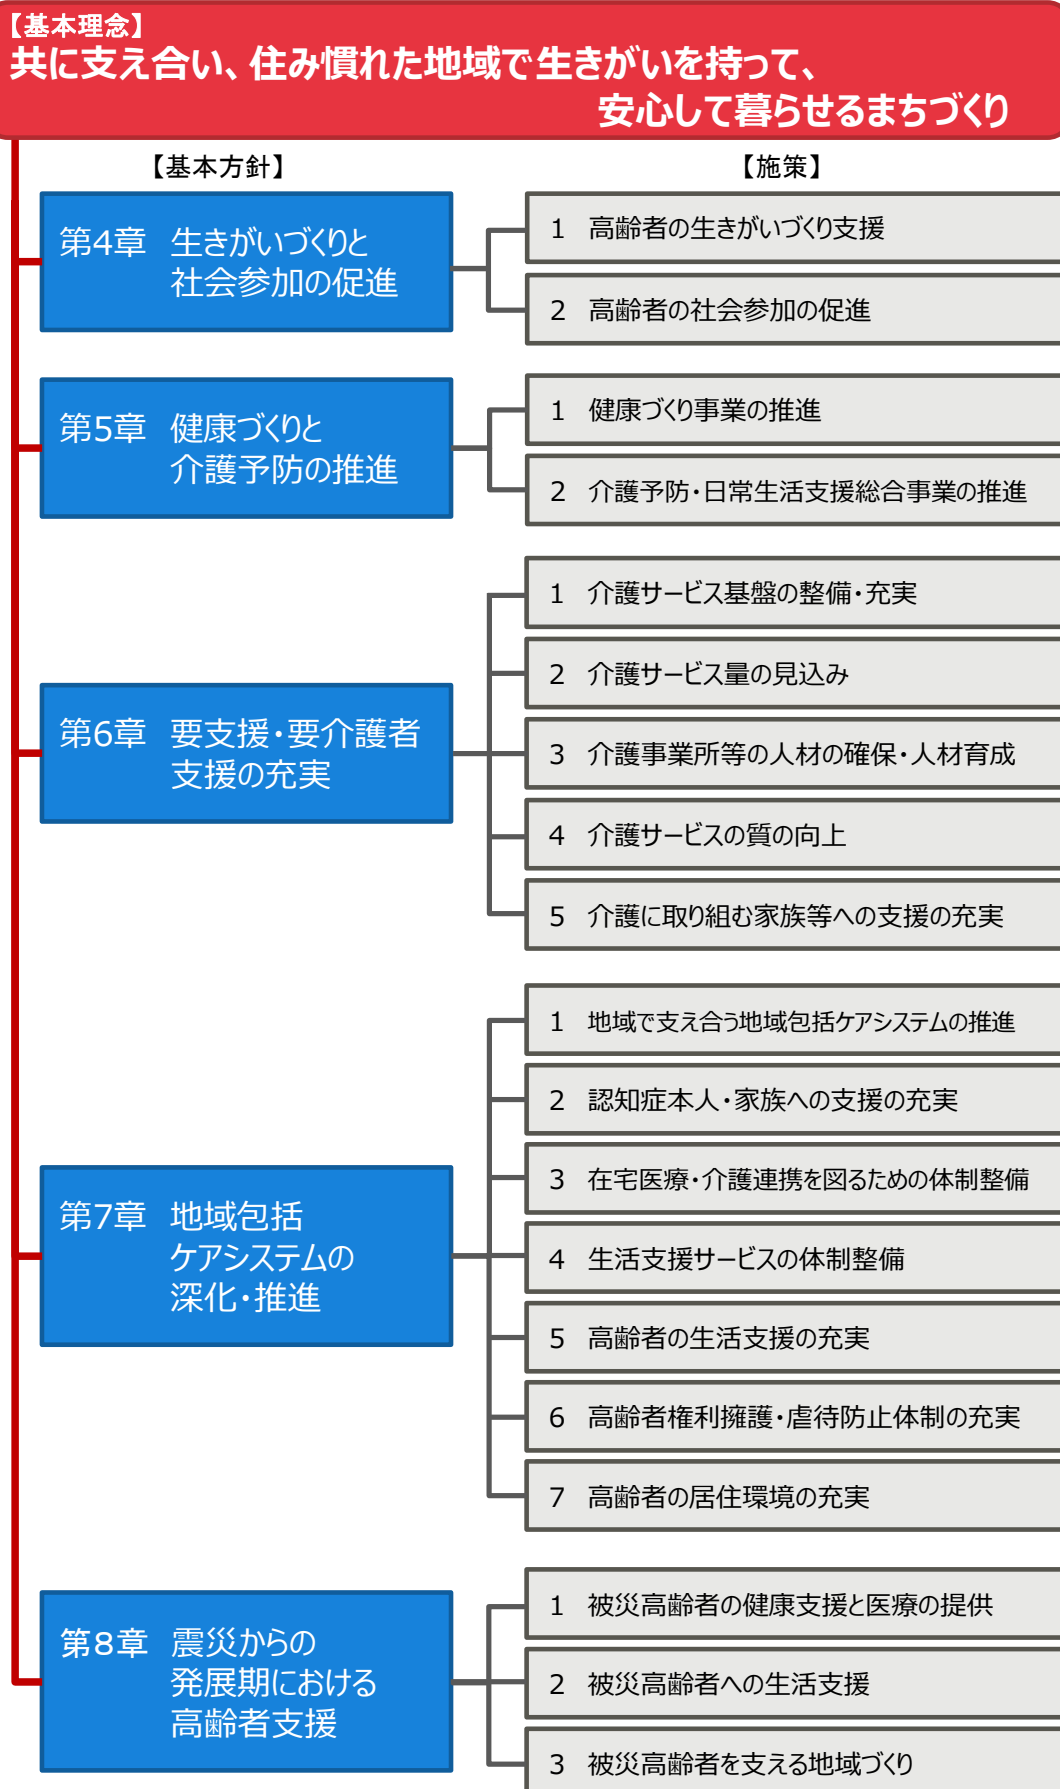 【基本理念】
共に支え合い、住み慣れた地域で生きがいを持って、
安心して暮らせるまちづくり
【基本方針】
【施策】
第4章 生きがいづくりと
社会参加の促進
1 高齢者の生きがいづくり支援
2 高齢者の社会参加の促進
第5章 健康づくりと
介護予防の推進
1 健康づくり事業の推進
2 介護予防・日常生活支援総合事業の推進
第6章 要支援・要介護者
支援の充実
1 介護サービス基盤の整備・充実
2 介護サービス量の見込み
3 介護事業所等の人材の確保・人材育成
4 介護サービスの質の向上
5 介護に取り組む家族等への支援の充実
第7章 地域包括
ケアシステムの
深化・推進
1 地域で支え合う地域包括ケアシステムの推進
2 認知症本人・家族への支援の充実
3 在宅医療・介護連携を図るための体制整備
4 生活支援サービスの体制整備
5 高齢者の生活支援の充実
6 高齢者権利擁護・虐待防止体制の充実
7 高齢者の居住環境の充実
第8章 震災からの
発展期における
高齢者支援
1 被災高齢者の健康支援と医療の提供
2 被災高齢者への生活支援
3 被災高齢者を支える地域づくり